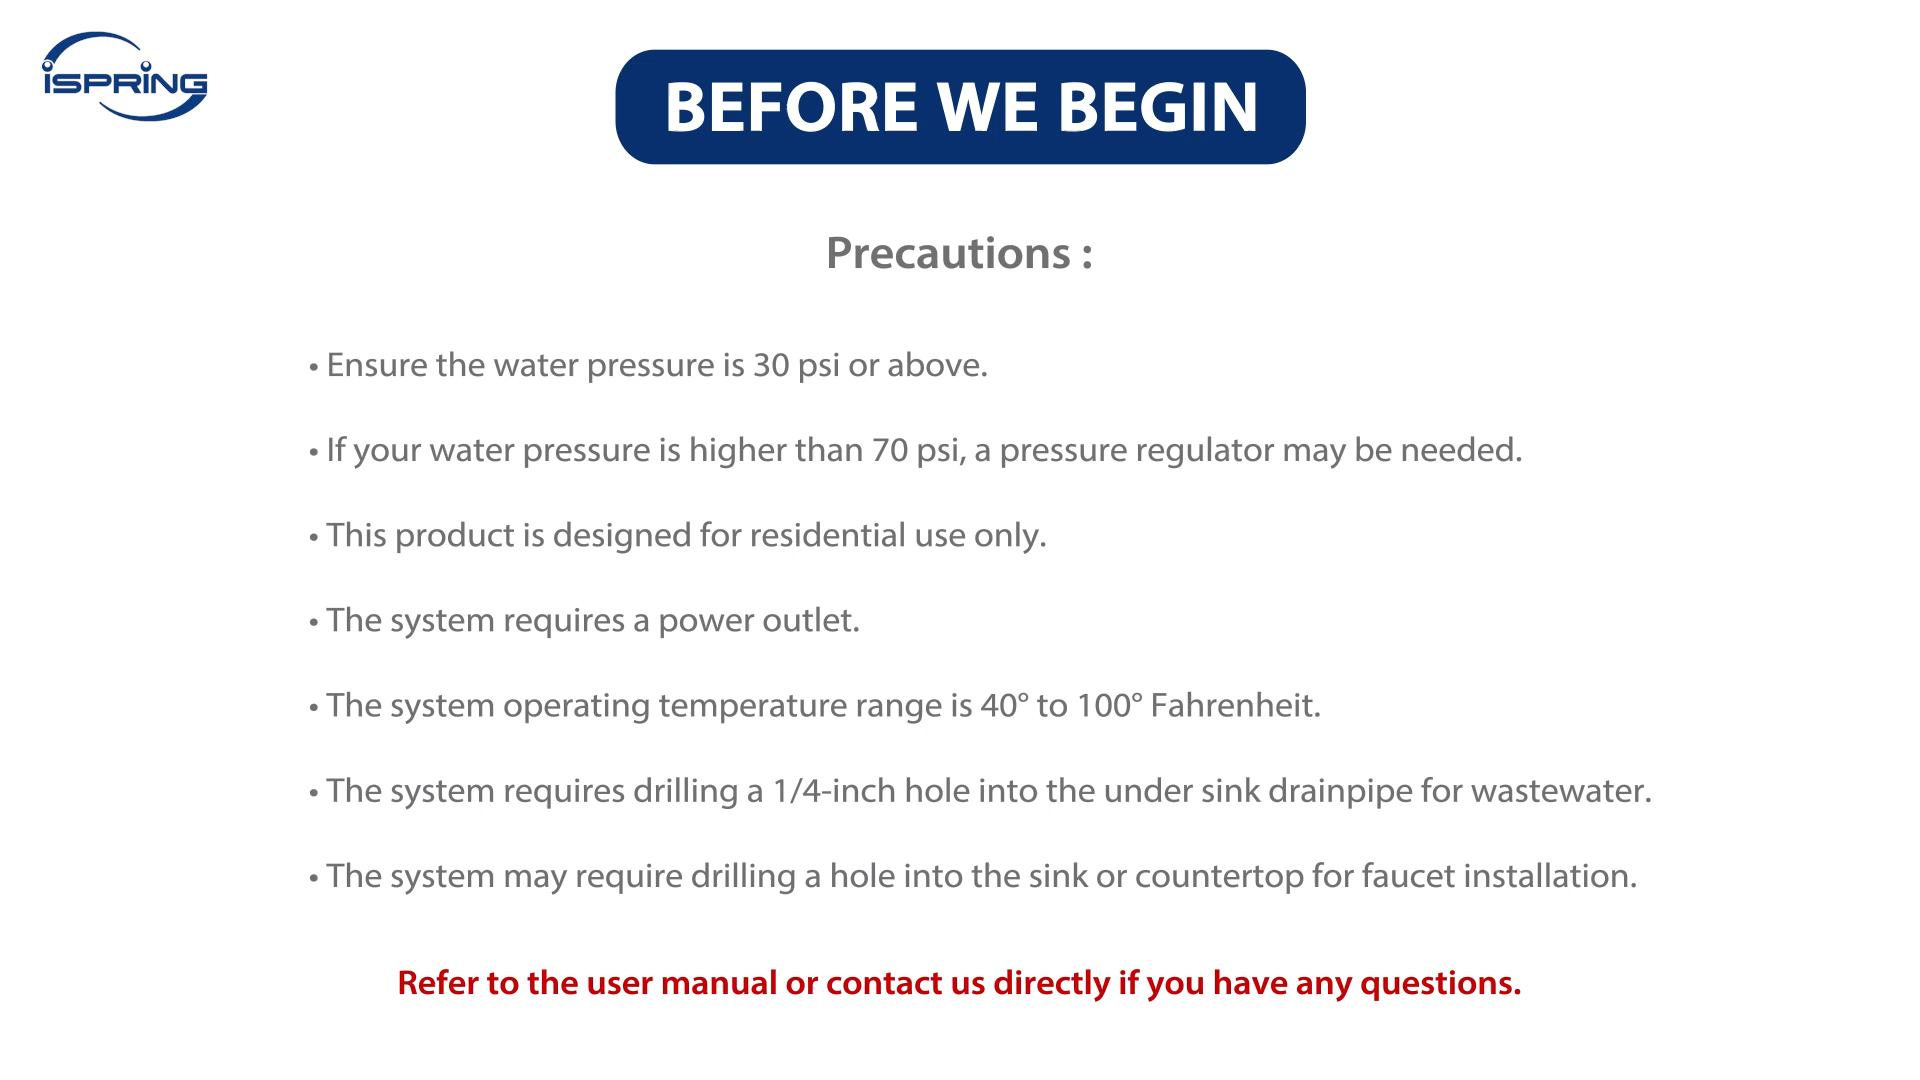 iSPRING
BEFORE WE BEGIN
Precautions :
• Ensure the water pressure is 30 psi or above.
• If your water pressure is higher than 70 psi, a pressure regulator may be needed.
• This product is designed for residential use only.
• The system requires a power outlet.
• The system operating temperature range is 40° to 100° Fahrenheit.
• The system requires drilling a 1/4-inch hole into the under sink drainpipe for wastewater.
• The system may require drilling a hole into the sink or countertop for faucet installation.
Refer to the user manual or contact us directly if you have any questions.